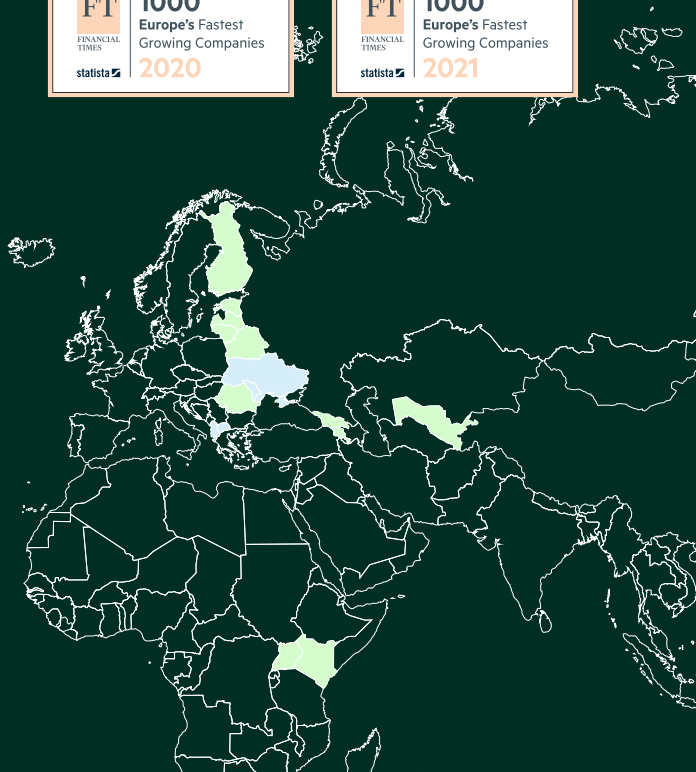 FT
1000
Europe's Fastest
Growing Companies
FINANCIAL
TIMES
statista
2020
FT
1000
Europe's Fastest
Growing Companies
FINANCIAL
TIMES
statista
2021